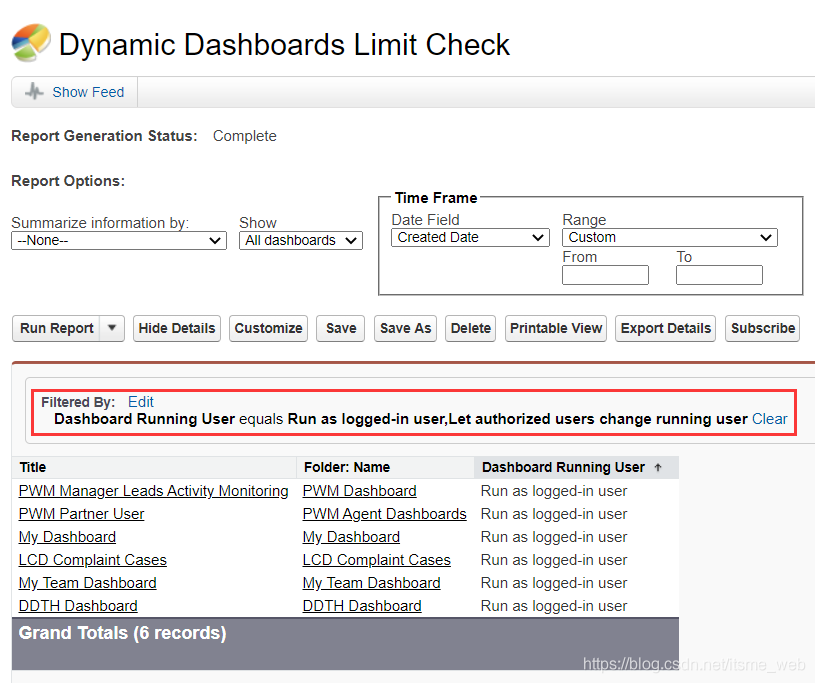 Dynamic Dashboards Limit Check
Show Feed
Report Generation Status: Complete
Report Options:
Summarize information by: Show
--None-- All dashboards
Time Frame
Date Field Range
Created Date Custom
From To
Run Report Hide Details Customize Save Save As Delete Printable View Export Details Subscribe
Filtered By: Edit
Dashboard Running User equals Run as logged-in user,Let authorized users change running user Clear
Title Folder: Name Dashboard Running User ↑
PWM Manager Leads Activity Monitoring PWM Dashboard Run as logged-in user
PWM Partner User PWM Agent Dashboards Run as logged-in user
My Dashboard My Dashboard Run as logged-in user
LCD Complaint Cases LCD Complaint Cases Run as logged-in user
My Team Dashboard My Team Dashboard Run as logged-in user
DDTH Dashboard DDTH Dashboard Run as logged-in user
Grand Totals (6 records)
https://blog.csdn.net/itsme_web